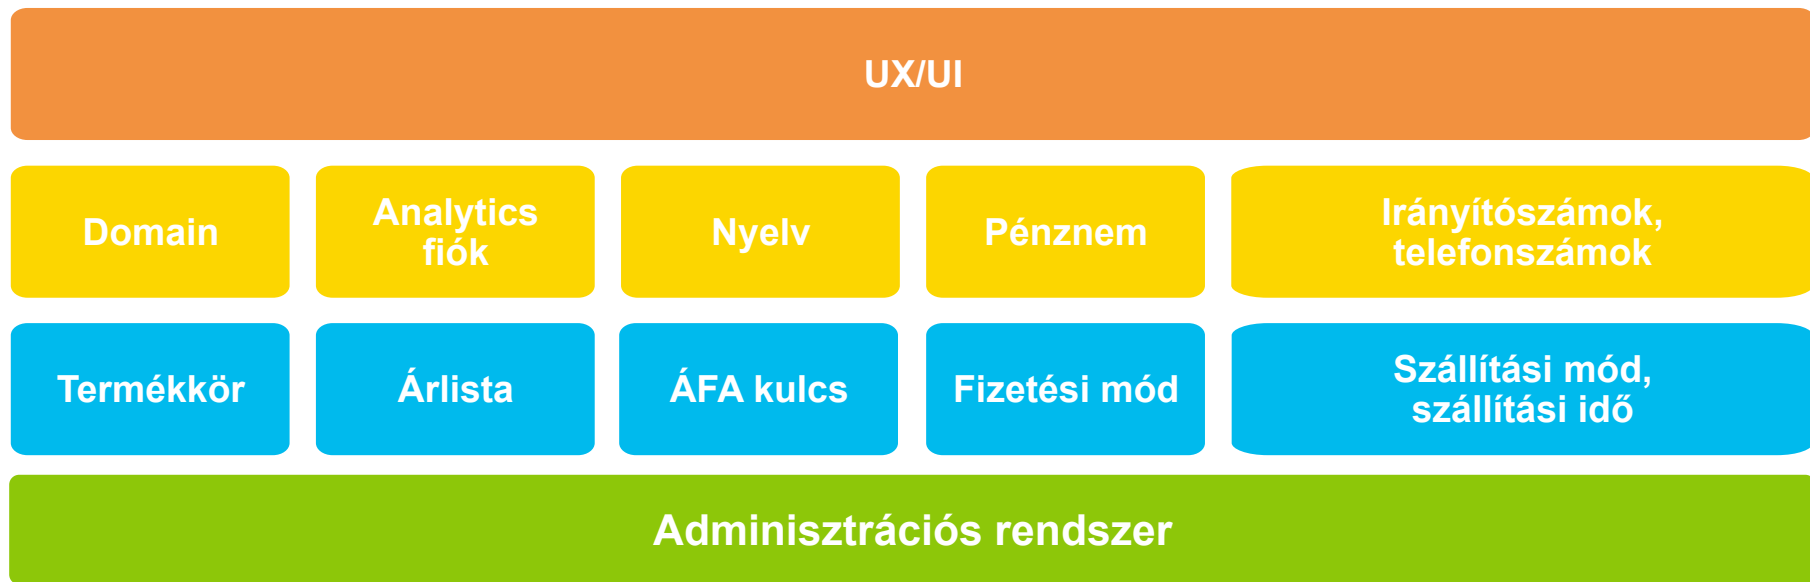 UX/UI
Domain
Analytics
fiók
Nyelv
Pénznem
Irányítószámok,
telefonszámok
Termékkör
Árlista
ÁFA kulcs
Fizetési mód
Szállítási mód,
szállítási idő
Adminisztrációs rendszer